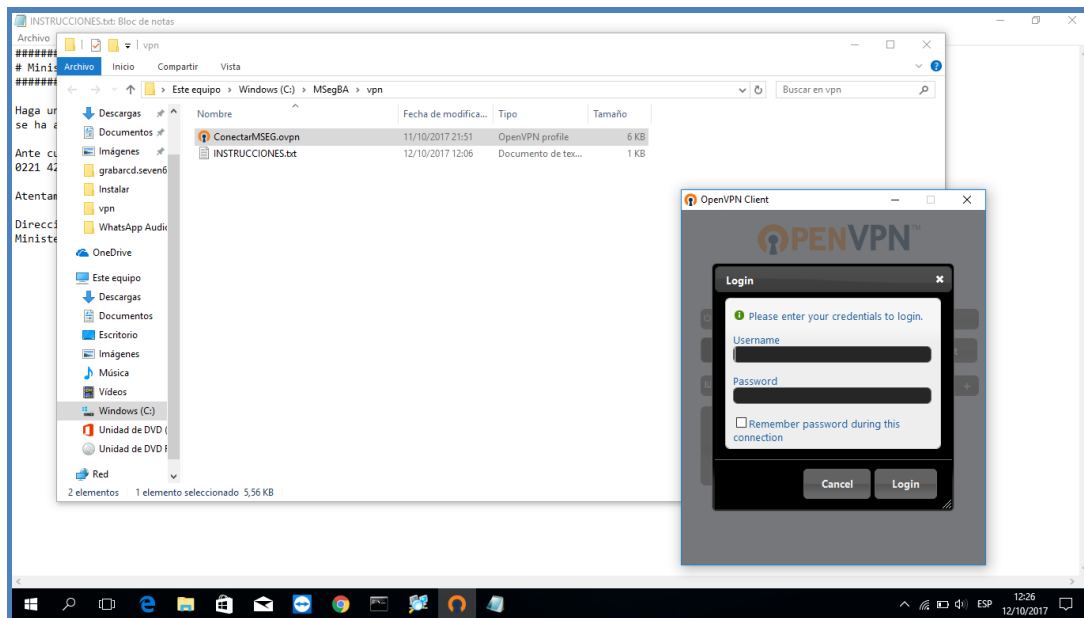 INSTRUCCIONES.txt: Bloc de notas
Archivo
# Minis
Haga un
se ha a
Ante cu
0221 42
Atentam
Direcci
Ministe
vpn
Archivo Inicio Compartir Vista
Este equipo > Windows (C:) > MSegBA > vpn
Buscar en vpn
Nombre Fecha de modifica... Tipo Tamaño
ConectarMSEG.ovpn 11/10/2017 21:51 OpenVPN profile 6 KB
INSTRUCCIONES.txt 12/10/2017 12:06 Documento de tex... 1 KB
Descargas
Documentos
Imágenes
grabarcd.seven6
Instalar
vpn
WhatsApp Audio
OneDrive
Este equipo
Descargas
Documentos
Escritorio
Imágenes
Música
Vídeos
Windows (C:)
Unidad de DVD (
Unidad de DVD F
Red
2 elementos 1 elemento seleccionado 5,56 KB
OpenVPN Client
OPENVPN™
Login
Please enter your credentials to login.
Username
Password
Remember password during this
connection
Cancel Login
ESP
12:26
12/10/2017